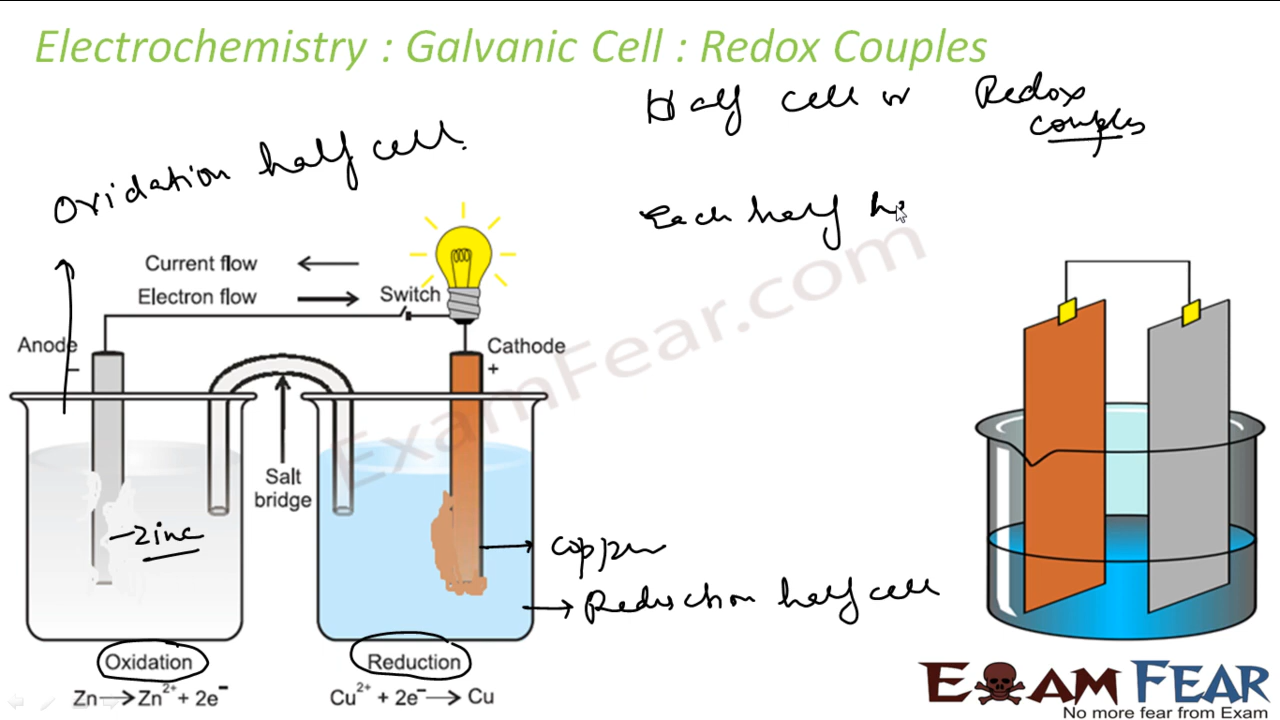 Electrochemistry : Galvanic Cell : Redox Couples
Half cell or Redox
couples
Oxidation half cell.
Each half
Current flow
Electron flow
Switch
Anode
−
Cathode
+
Salt
bridge
zinc
copper
Reduction half cell
Oxidation
Reduction
Zn → Zn²⁺ + 2e⁻
Cu²⁺ + 2e⁻ → Cu
ExamFear.com
EXAM FEAR
No more fear from Exam